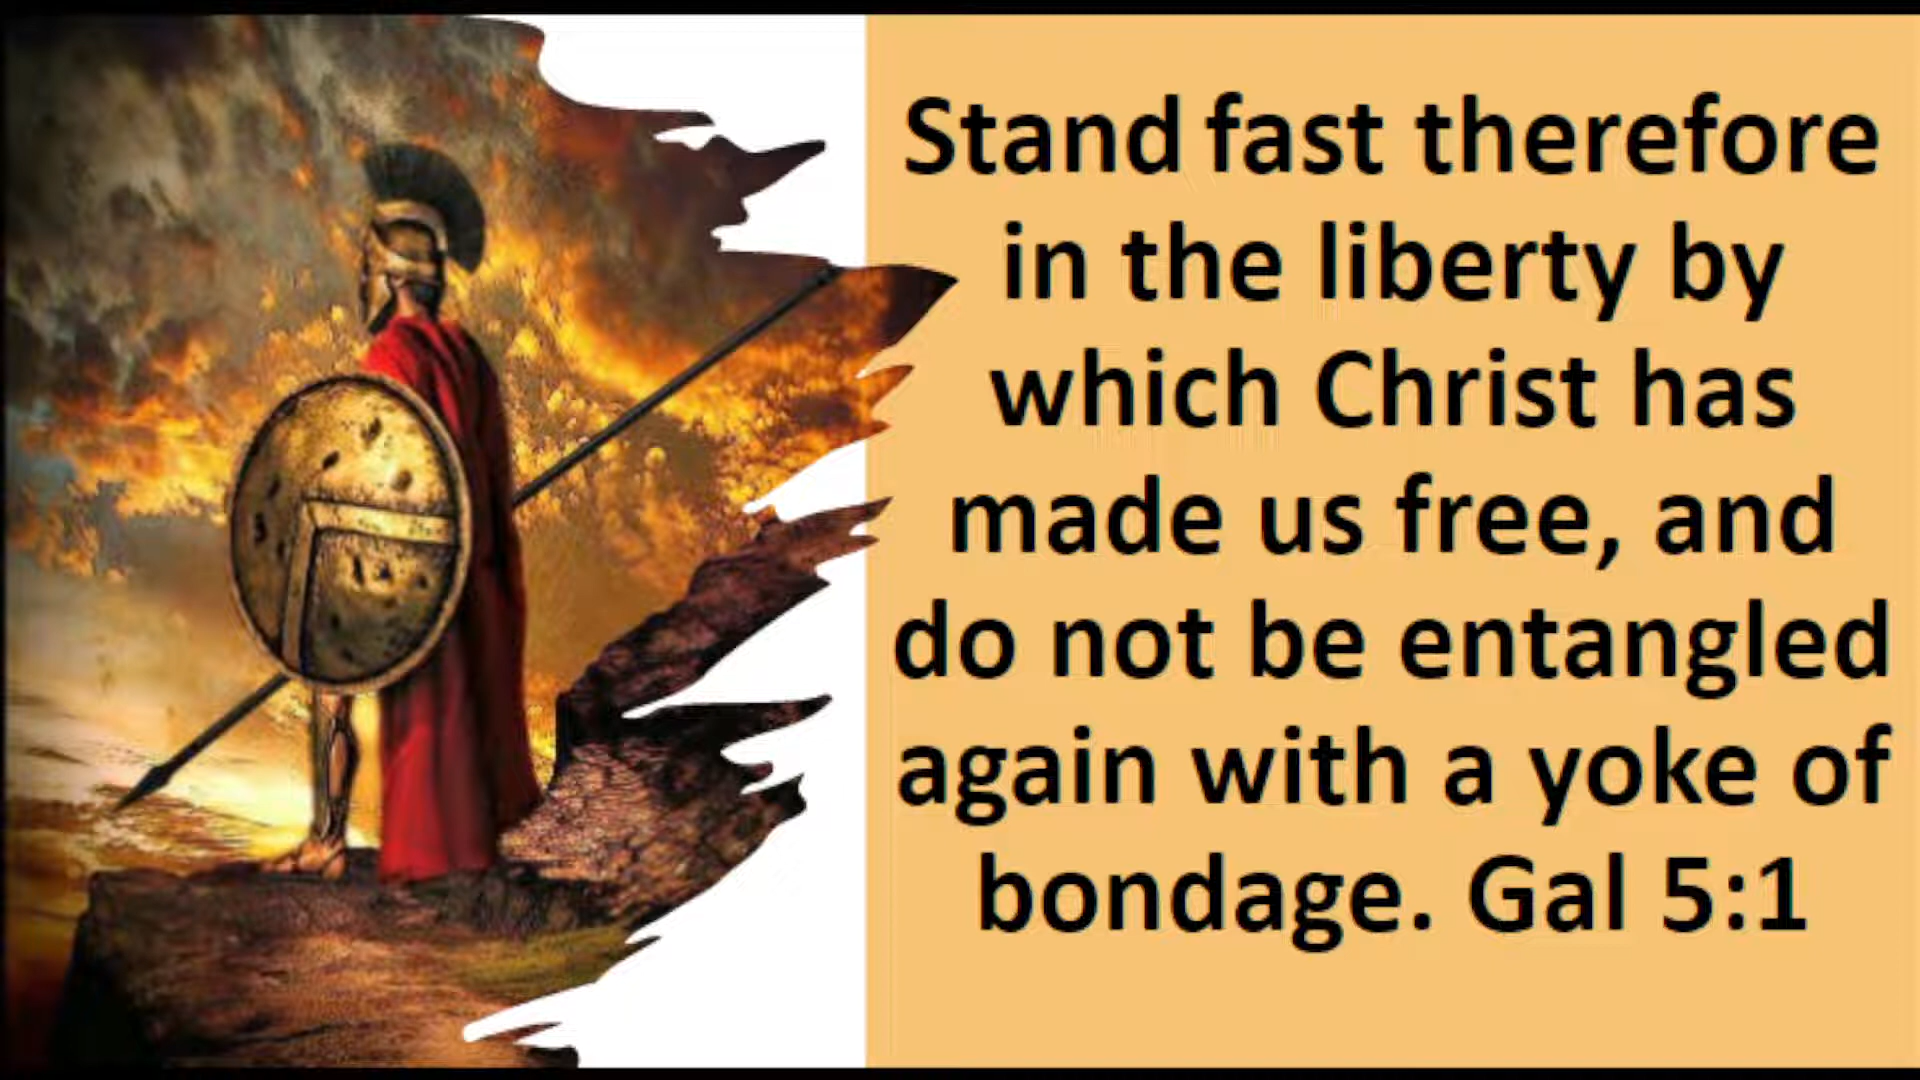 Stand fast therefore
in the liberty by
which Christ has
made us free, and
do not be entangled
again with a yoke of
bondage. Gal 5:1